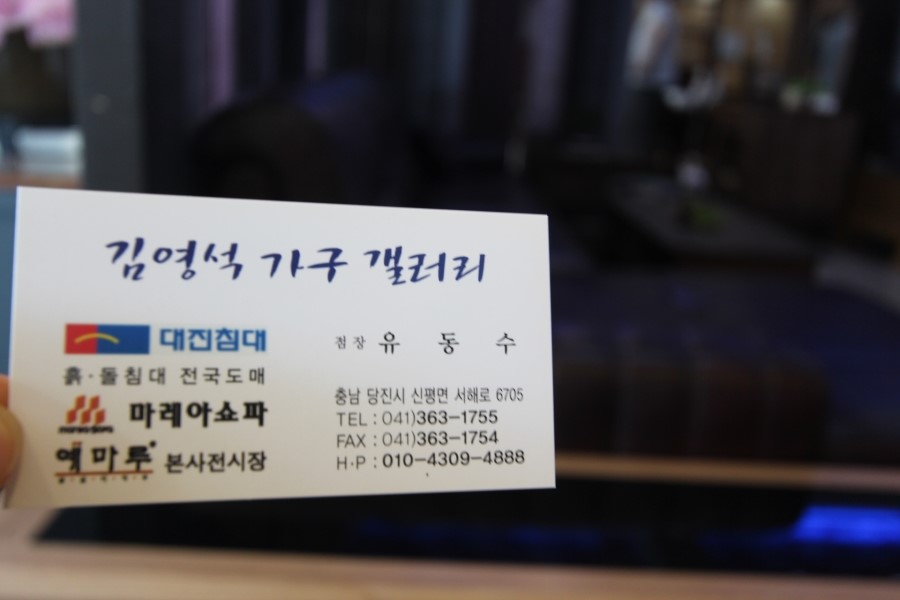 김영석 가구 갤러리
대진침대
흙·돌침대 전국도매
마레아쇼파
예마루 본사전시장
점장 유 동 수
충남 당진시 신평면 서해로 6705
TEL : 041)363-1755
FAX : 041)363-1754
H·P : 010-4309-4888